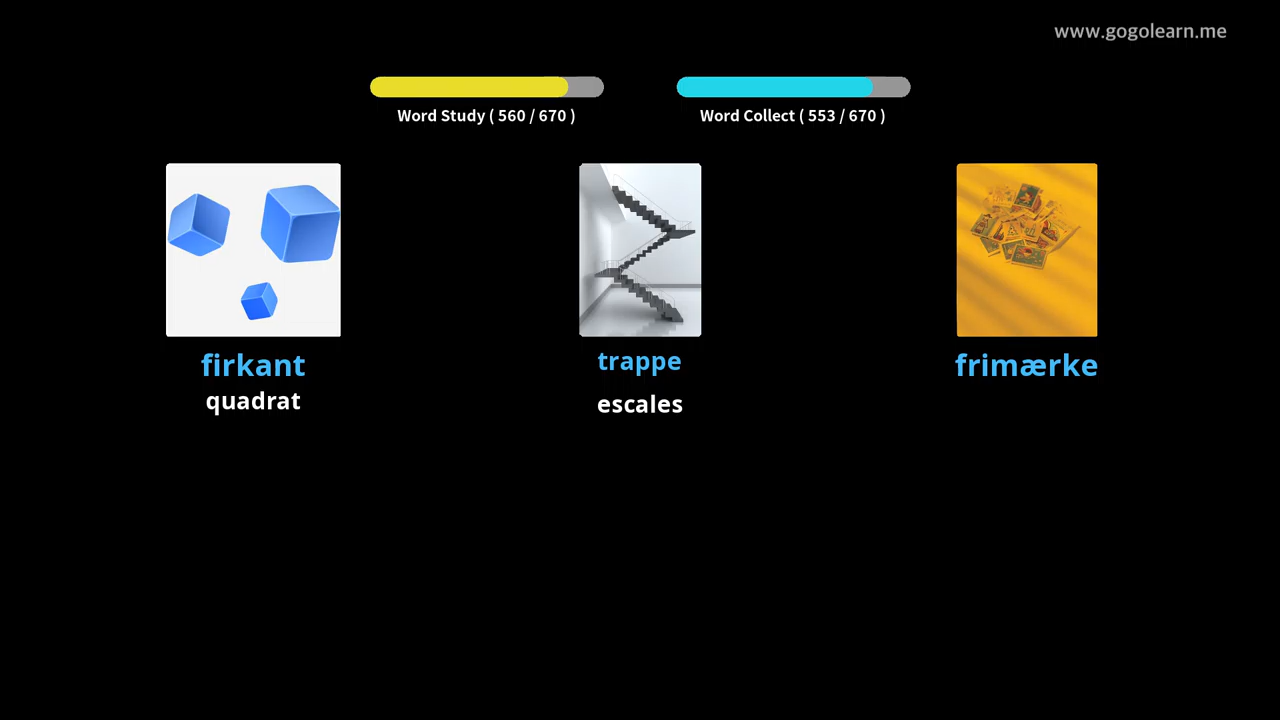 www.gogolearn.me
Word Study ( 560 / 670 )
Word Collect ( 553 / 670 )
firkant
quadrat
trappe
escales
frimærke